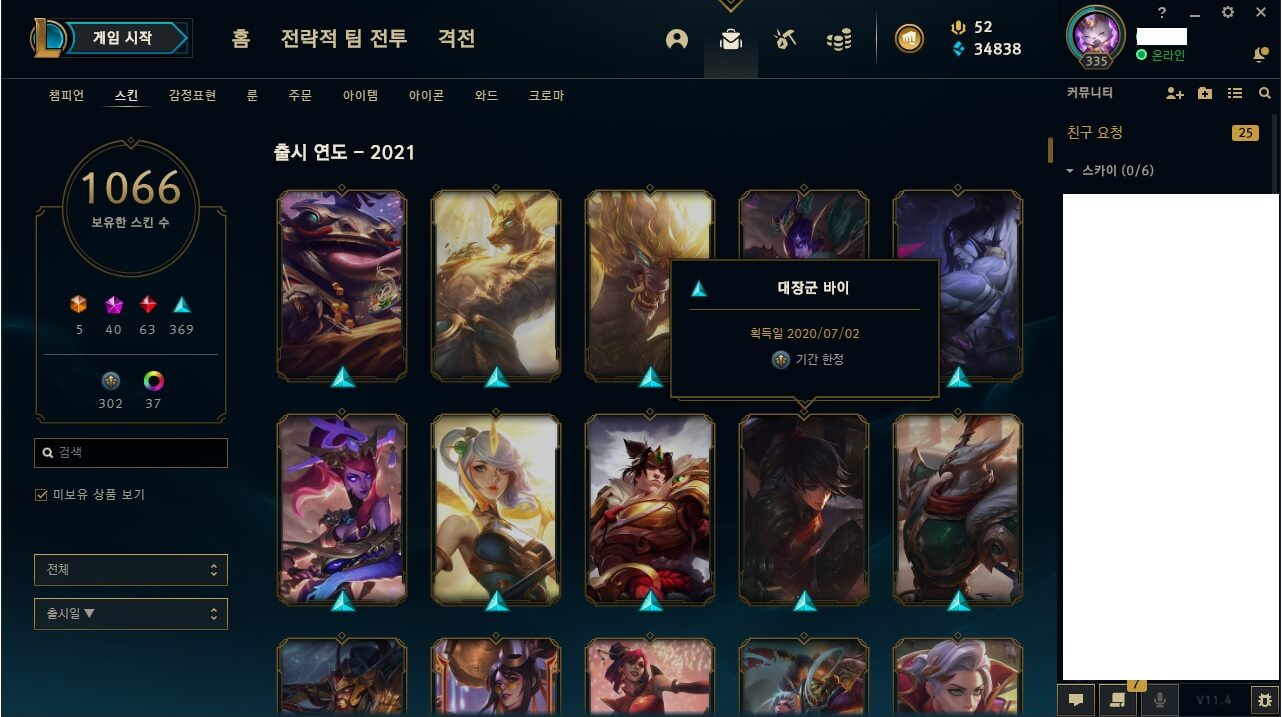 게임 시작
홈
전략적 팀 전투
격전
52
34838
335
?
온라인
챔피언
스킨
감정표현
룬
주문
아이템
아이콘
와드
크로마
커뮤니티
친구 요청
25
스카이 (0/6)
1066
보유한 스킨 수
5
40
63
369
302
37
검색
미보유 상품 보기
전체
출시일 ▼
출시 연도 - 2021
대장군 바이
획득일 2020/07/02
기간 한정
7
V11.4